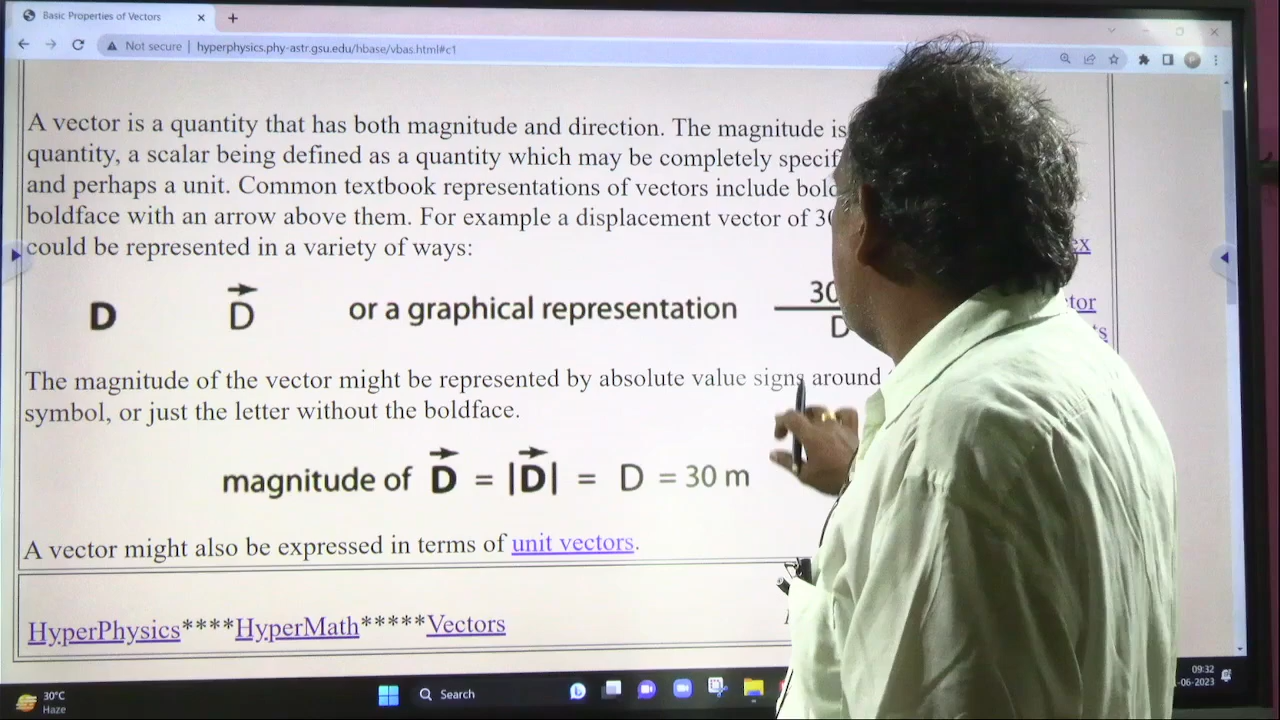 Basic Properties of Vectors
Not secure | hyperphysics.phy-astr.gsu.edu/hbase/vbas.html#c1
A vector is a quantity that has both magnitude and direction. The magnitude is
quantity, a scalar being defined as a quantity which may be completely
and perhaps a unit. Common textbook representations of vectors include
boldface with an arrow above them. For example a displacement vector of
could be represented in a variety of ways:
D D or a graphical representation 30
D
The magnitude of the vector might be represented by absolute value signs around
symbol, or just the letter without the boldface.
magnitude of D = |D| = D = 30 m
A vector might also be expressed in terms of unit vectors.
HyperPhysics****HyperMath*****Vectors
30°C
Haze
Search
09:32
-06-2023